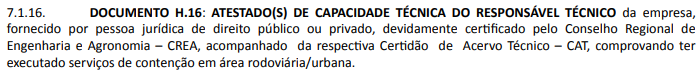 7.1.16. DOCUMENTO H.16: ATESTADO(S) DE CAPACIDADE TÉCNICA DO RESPONSÁVEL TÉCNICO da empresa,
fornecido por pessoa jurídica de direito público ou privado, devidamente certificado pelo Conselho Regional de
Engenharia e Agronomia – CREA, acompanhado da respectiva Certidão de Acervo Técnico – CAT, comprovando ter
executado serviços de contenção em área rodoviária/urbana.